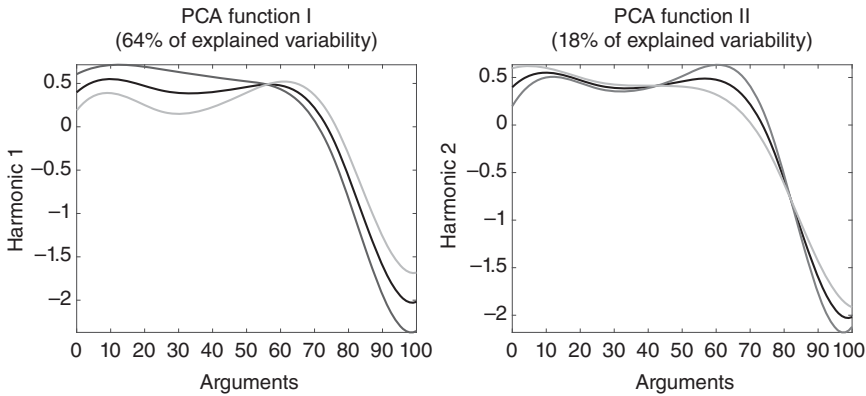 PCA function I
(64% of explained variability)
0.5
0
−0.5
−1
−1.5
−2
Harmonic 1
0 10 20 30 40 50 60 70 80 90 100
Arguments
PCA function II
(18% of explained variability)
0.5
0
−0.5
−1
−1.5
−2
Harmonic 2
0 10 20 30 40 50 60 70 80 90 100
Arguments